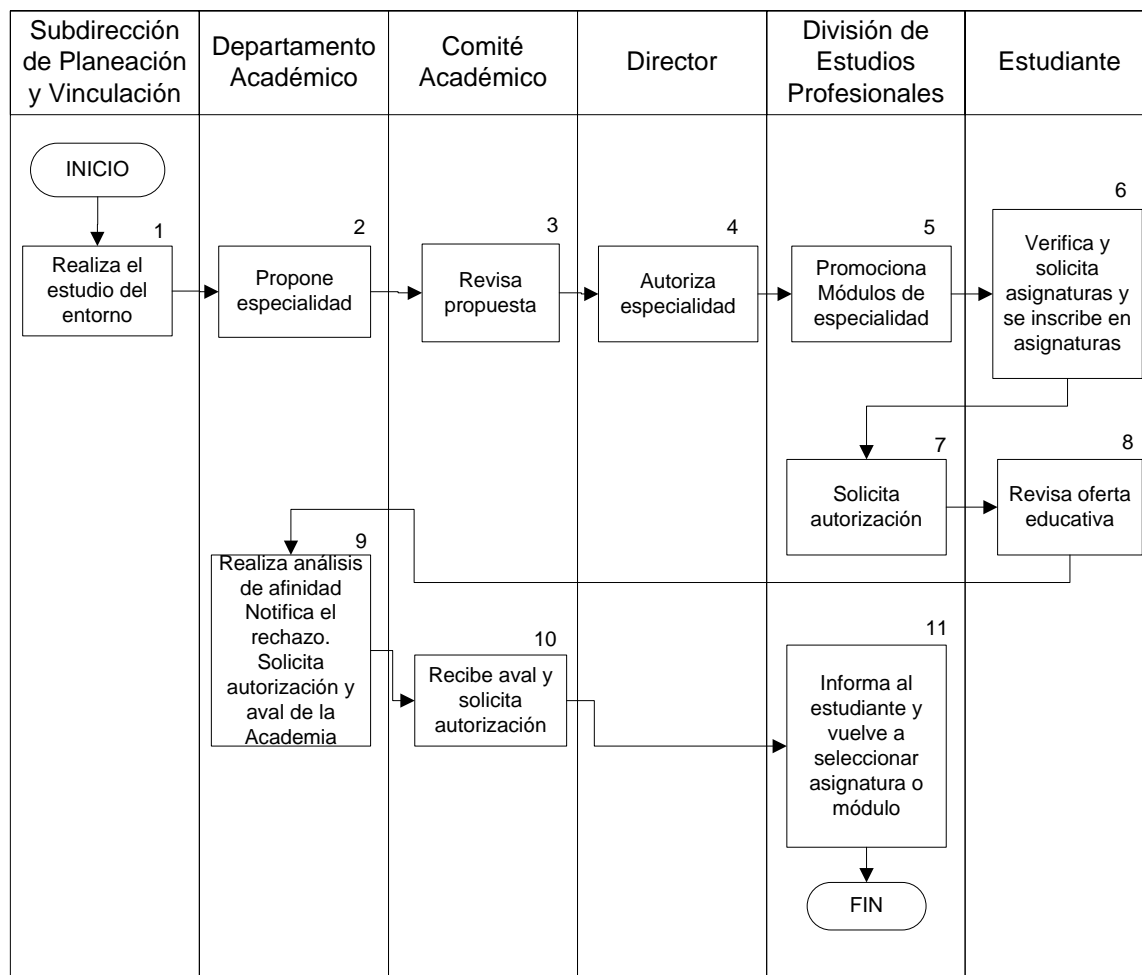 Subdirección
de Planeación
y Vinculación
Departamento
Académico
Comité
Académico
Director
División de
Estudios
Profesionales
Estudiante
INICIO
1
Realiza el
estudio del
entorno
2
Propone
especialidad
3
Revisa
propuesta
4
Autoriza
especialidad
5
Promociona
Módulos de
especialidad
6
Verifica y
solicita
asignaturas y
se inscribe en
asignaturas
7
Solicita
autorización
8
Revisa oferta
educativa
9
Realiza análisis
de afinidad
Notifica el
rechazo.
Solicita
autorización y
aval de la
Academia
10
Recibe aval y
solicita
autorización
11
Informa al
estudiante y
vuelve a
seleccionar
asignatura o
módulo
FIN